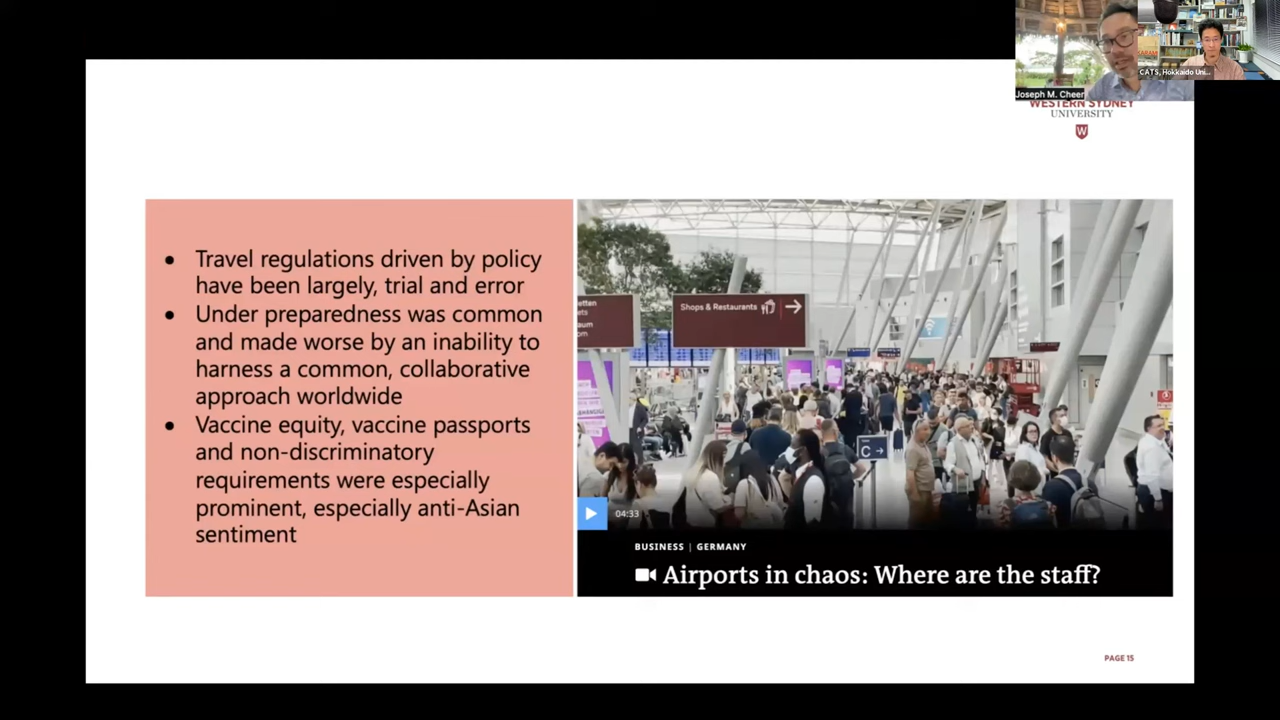 Joseph M. Cheer
CATS, Hokkaido Uni...
WESTERN SYDNEY
UNIVERSITY
W
• Travel regulations driven by policy
have been largely, trial and error
• Under preparedness was common
and made worse by an inability to
harness a common, collaborative
approach worldwide
• Vaccine equity, vaccine passports
and non-discriminatory
requirements were especially
prominent, especially anti-Asian
sentiment
Shops & Restaurants
C →
04:33
BUSINESS | GERMANY
Airports in chaos: Where are the staff?
PAGE 15